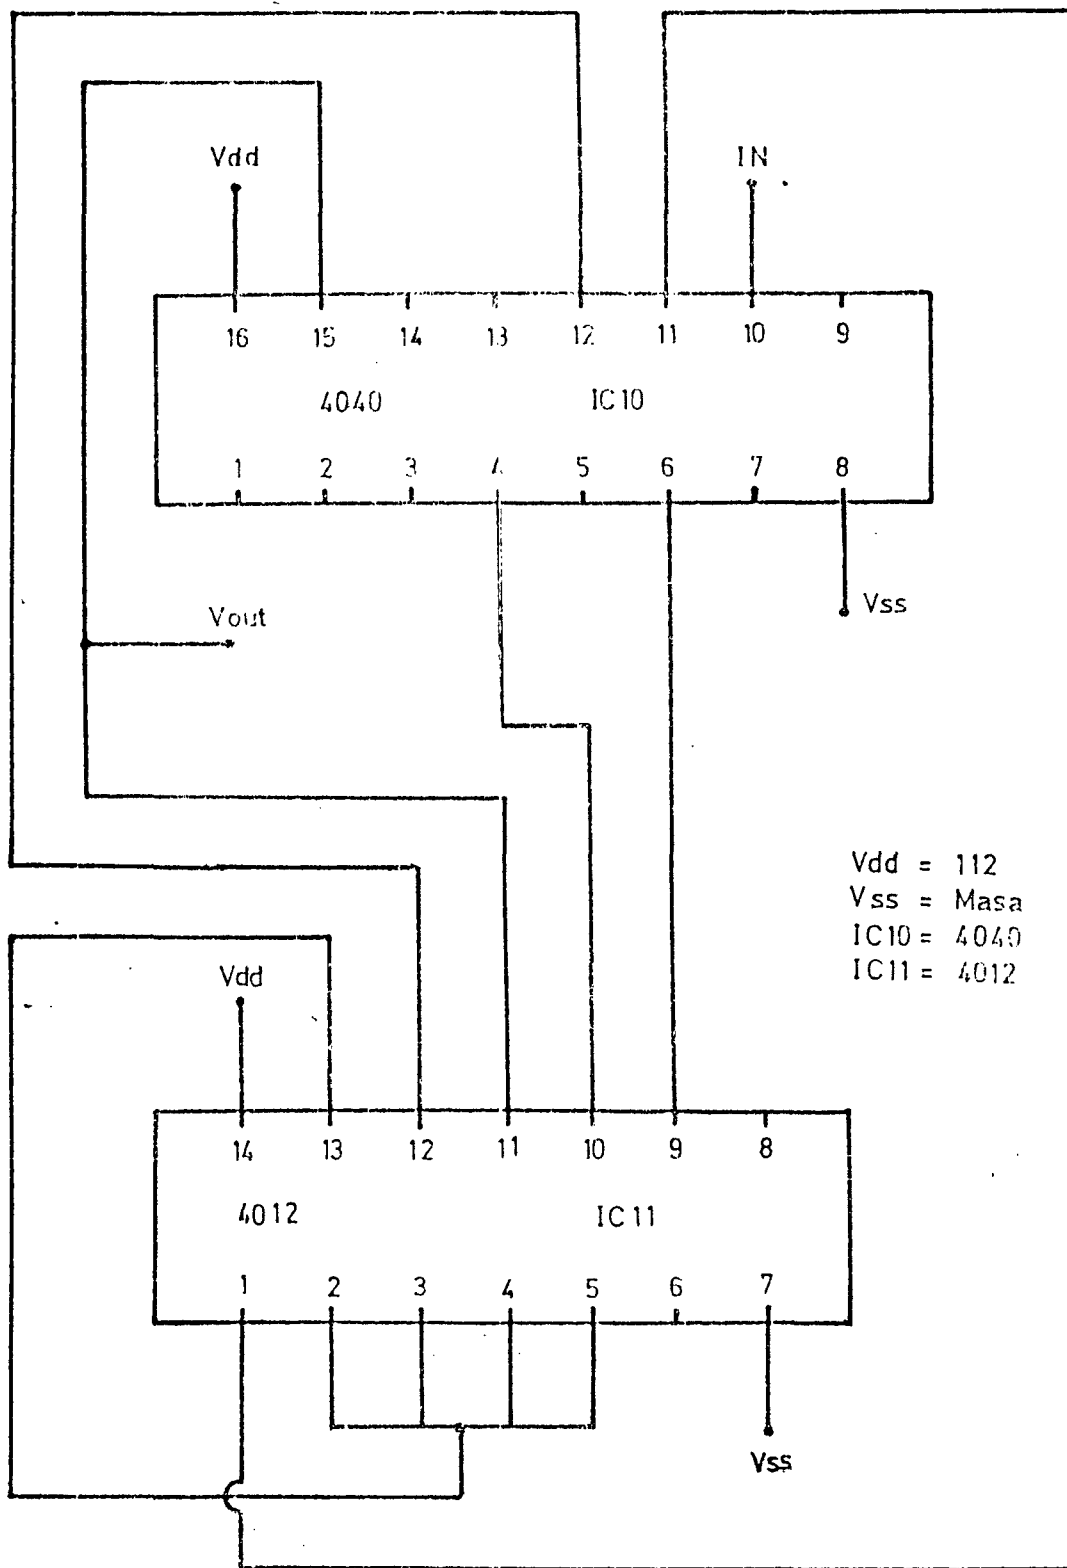 Vdd IN
16 15 14 13 12 11 10 9
4040 IC10
1 2 3 4 5 6 7 8
Vout
Vss
Vdd = 112
Vss = Masa
IC10 = 4040
IC11 = 4012
Vdd
14 13 12 11 10 9 8
4012 IC11
1 2 3 4 5 6 7
Vss